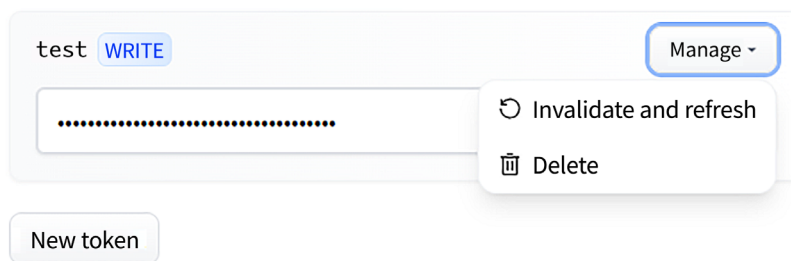 test WRITE Manage
••••••••••••••••••••••••••••••••••••• Invalidate and refresh
Delete
New token